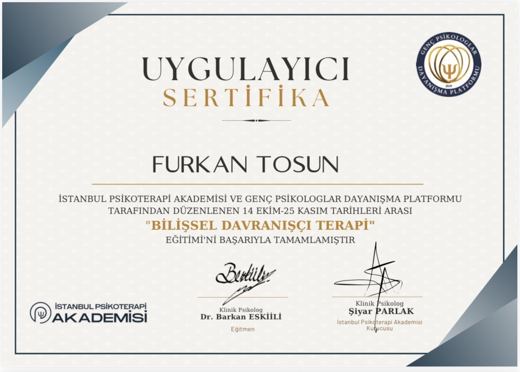 GENÇ PSİKOLOGLAR
DAYANIŞMA PLATFORMU
UYGULAYICI
SERTİFİKA
FURKAN TOSUN
İSTANBUL PSİKOTERAPİ AKADEMİSİ VE GENÇ PSİKOLOGLAR DAYANIŞMA PLATFORMU
TARAFINDAN DÜZENLENEN 14 EKİM-25 KASIM TARİHLERİ ARASI
"BİLİŞSEL DAVRANIŞÇI TERAPİ"
EĞİTİMİ'Nİ BAŞARIYLA TAMAMLAMIŞTIR
İSTANBUL PSİKOTERAPİ
AKADEMİSİ
Klinik Psikolog
Dr. Barkan ESKİİLİ
Eğitmen
Klinik Psikolog
Şiyar PARLAK
İstanbul Psikoterapi Akademisi
Kurucusu